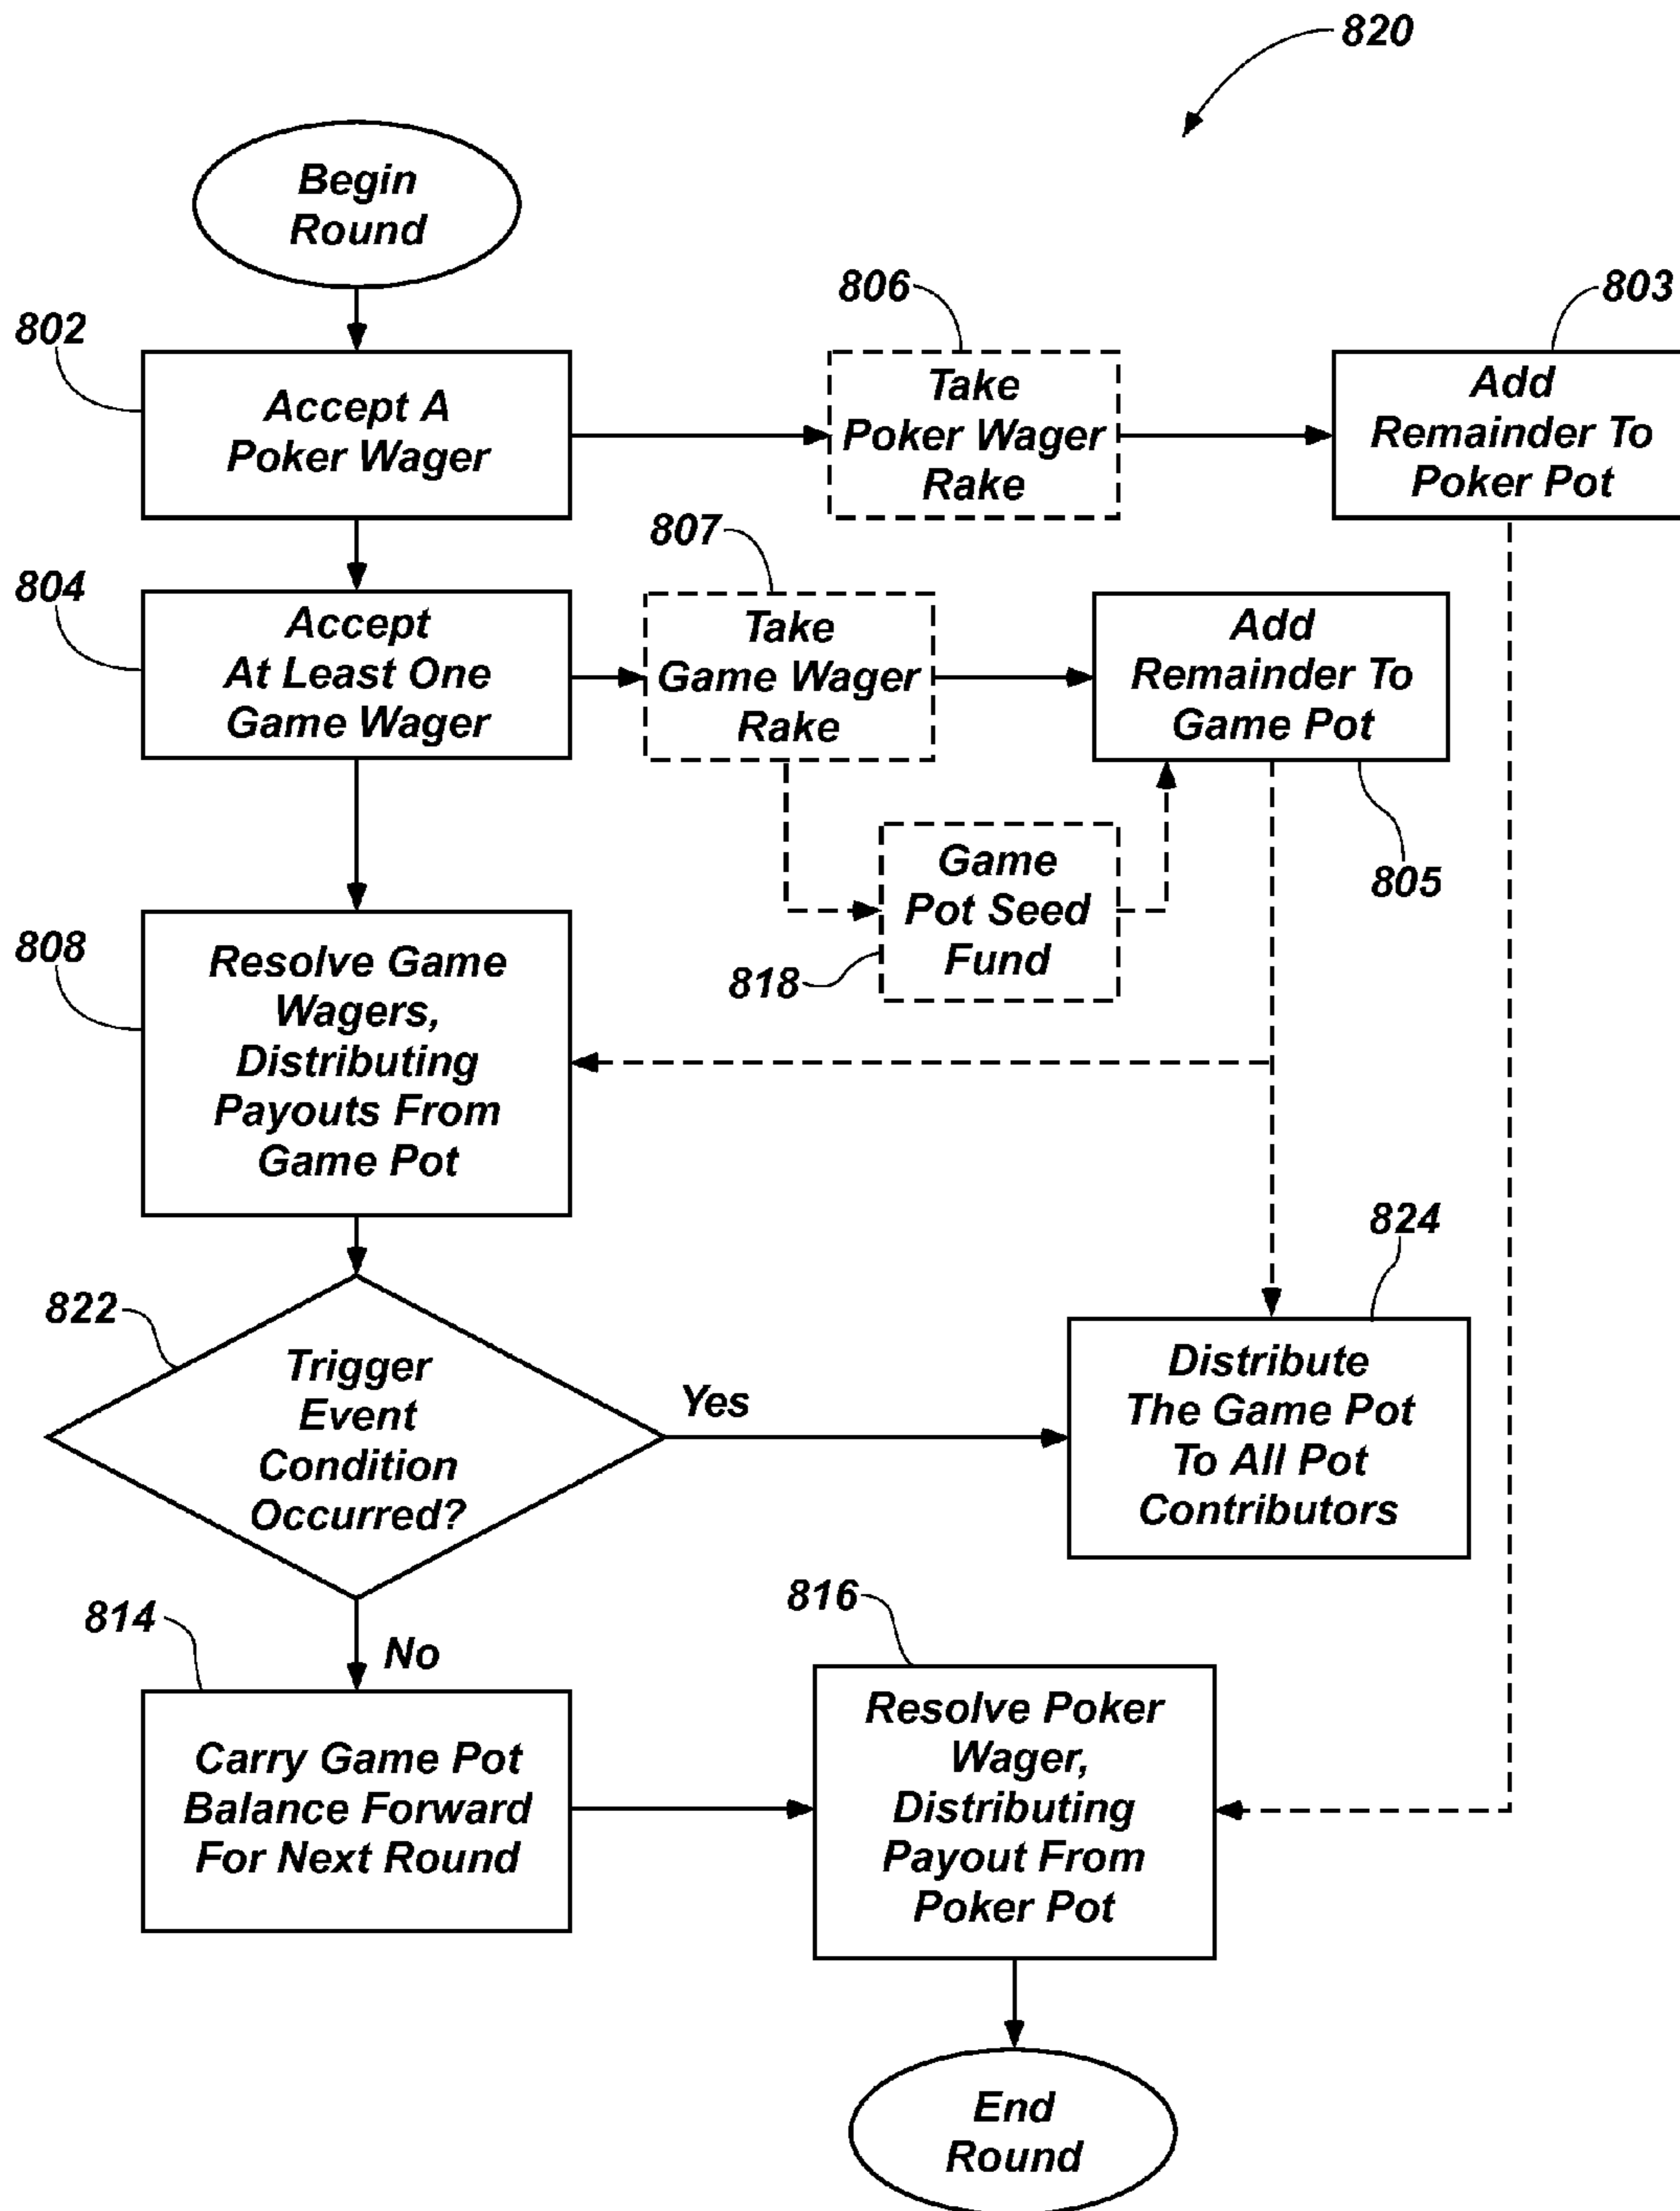 820
Begin
Round
802
Accept A
Poker Wager
806
Take
Poker Wager
Rake
803
Add
Remainder To
Poker Pot
804
Accept
At Least One
Game Wager
807
Take
Game Wager
Rake
Add
Remainder To
Game Pot
805
Game
Pot Seed
Fund
818
808
Resolve Game
Wagers,
Distributing
Payouts From
Game Pot
822
Trigger
Event
Condition
Occurred?
Yes
824
Distribute
The Game Pot
To All Pot
Contributors
No
814
Carry Game Pot
Balance Forward
For Next Round
816
Resolve Poker
Wager,
Distributing
Payout From
Poker Pot
End
Round